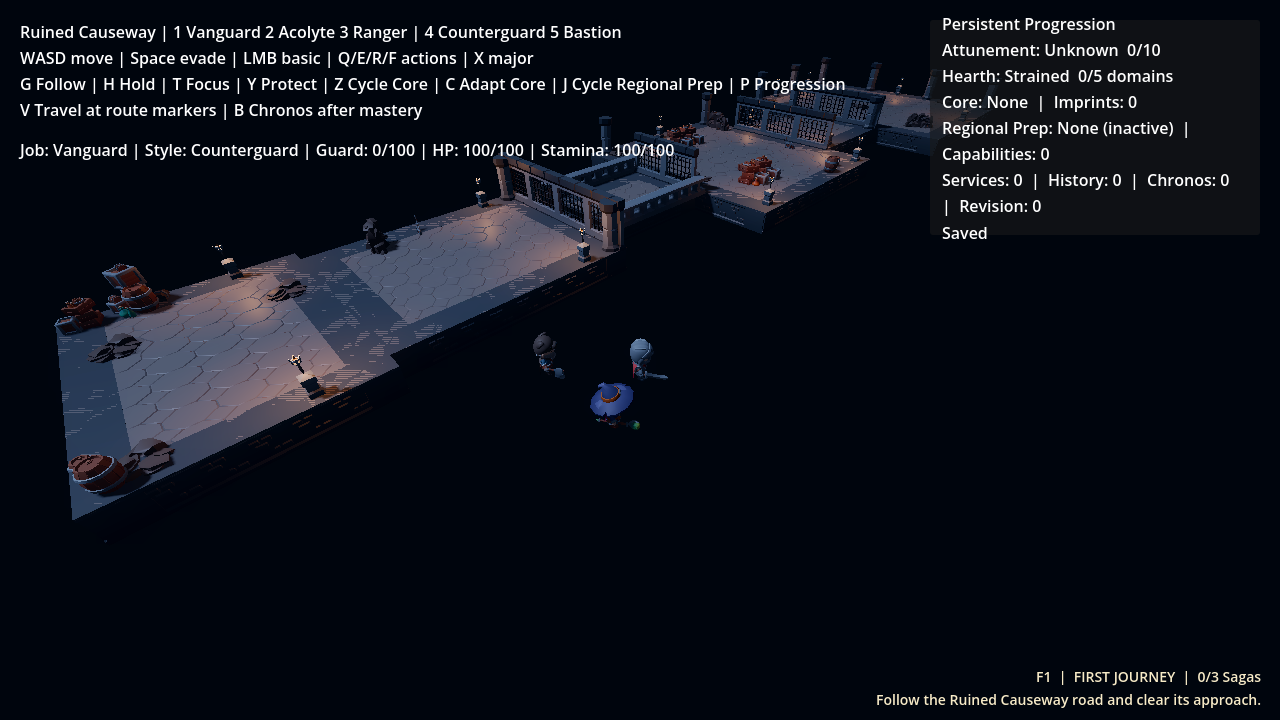 Ruined Causeway | 1 Vanguard 2 Acolyte 3 Ranger | 4 Counterguard 5 Bastion
WASD move | Space evade | LMB basic | Q/E/R/F actions | X major
G Follow | H Hold | T Focus | Y Protect | Z Cycle Core | C Adapt Core | J Cycle Regional Prep | P Progression
V Travel at route markers | B Chronos after mastery
Job: Vanguard | Style: Counterguard | Guard: 0/100 | HP: 100/100 | Stamina: 100/100
Persistent Progression
Attunement: Unknown 0/10
Hearth: Strained 0/5 domains
Core: None | Imprints: 0
Regional Prep: None (inactive) |
Capabilities: 0
Services: 0 | History: 0 | Chronos: 0
| Revision: 0
Saved
F1 | FIRST JOURNEY | 0/3 Sagas
Follow the Ruined Causeway road and clear its approach.